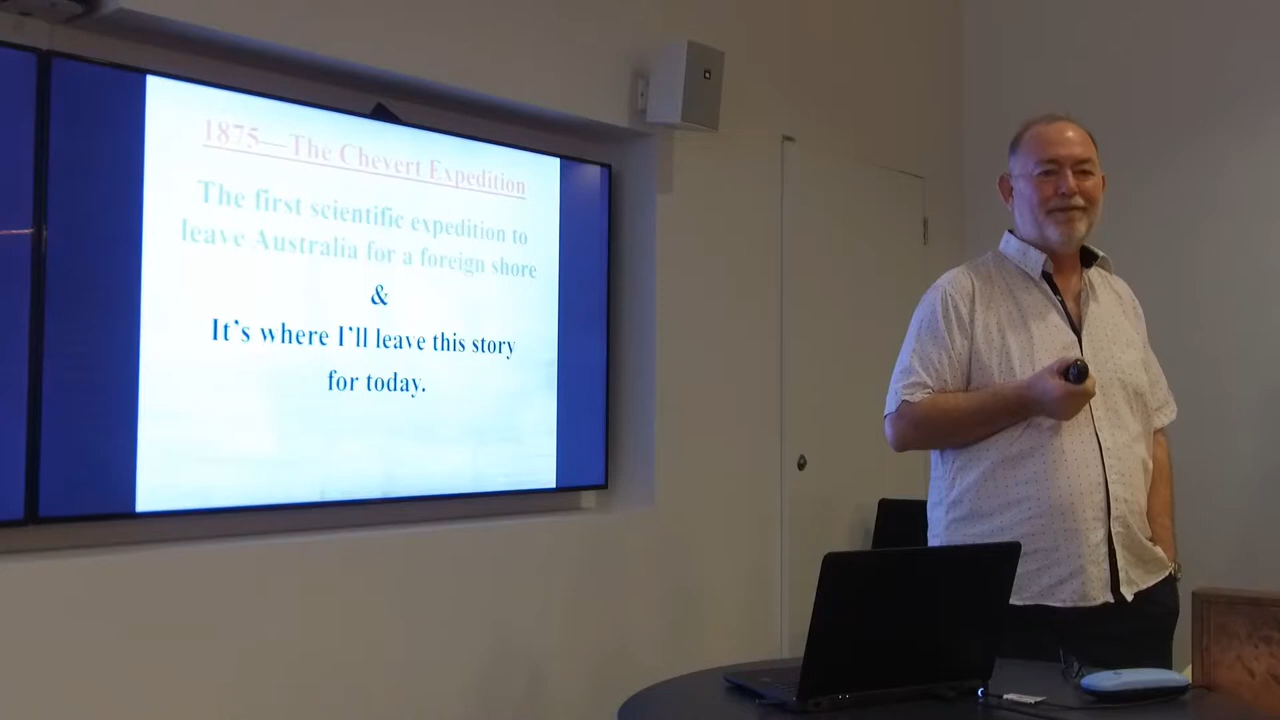 1875—The Chevert Expedition
The first scientific expedition to
leave Australia for a foreign shore
&
It's where I'll leave this story
for today.